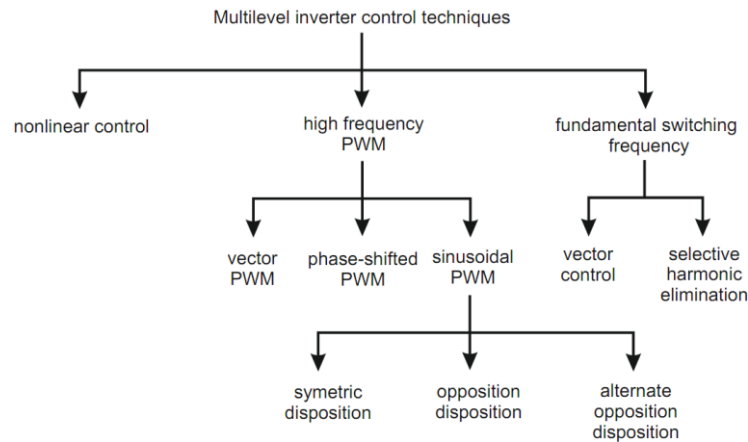 Multilevel inverter control techniques
nonlinear control
high frequency
PWM
fundamental switching
frequency
vector
PWM
phase-shifted
PWM
sinusoidal
PWM
vector
control
selective
harmonic
elimination
symetric
disposition
opposition
disposition
alternate
opposition
disposition